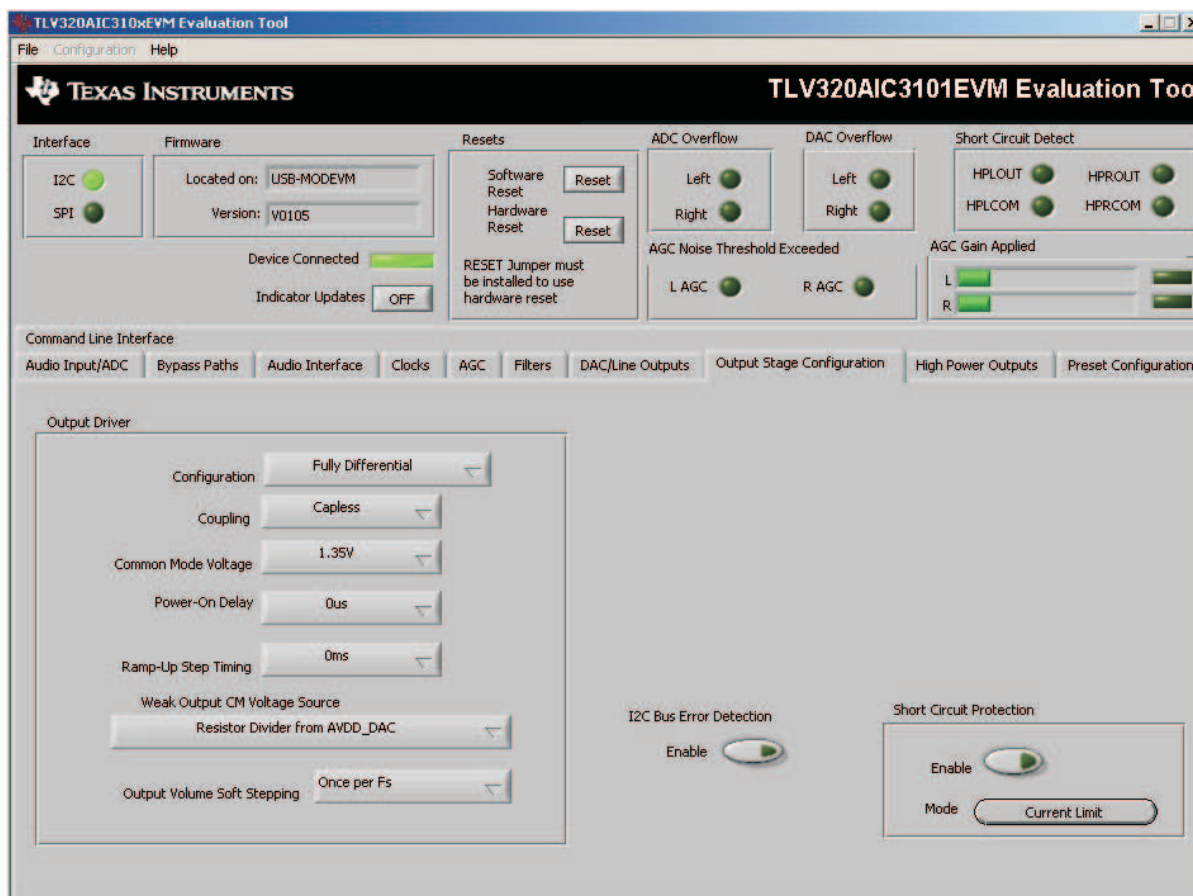 TLV320AIC310xEVM Evaluation Tool
File Configuration Help
TEXAS INSTRUMENTS
TLV320AIC3101EVM Evaluation Too
Interface
I2C
SPI
Firmware
Located on: USB-MODEVM
Version: V0105
Device Connected
Indicator Updates OFF
Resets
Software
Reset
Reset
Hardware
Reset
Reset
RESET Jumper must
be installed to use
hardware reset
ADC Overflow
Left
Right
DAC Overflow
Left
Right
Short Circuit Detect
HPLOUT HPROUT
HPLCOM HPRCOM
AGC Noise Threshold Exceeded
L AGC R AGC
AGC Gain Applied
L
R
Command Line Interface
Audio Input/ADC Bypass Paths Audio Interface Clocks AGC Filters DAC/Line Outputs Output Stage Configuration High Power Outputs Preset Configuration
Output Driver
Configuration Fully Differential
Coupling Capless
Common Mode Voltage 1.35V
Power-On Delay 0us
Ramp-Up Step Timing 0ms
Weak Output CM Voltage Source
Resistor Divider from AVDD_DAC
Output Volume Soft Stepping Once per Fs
I2C Bus Error Detection
Enable
Short Circuit Protection
Enable
Mode Current Limit